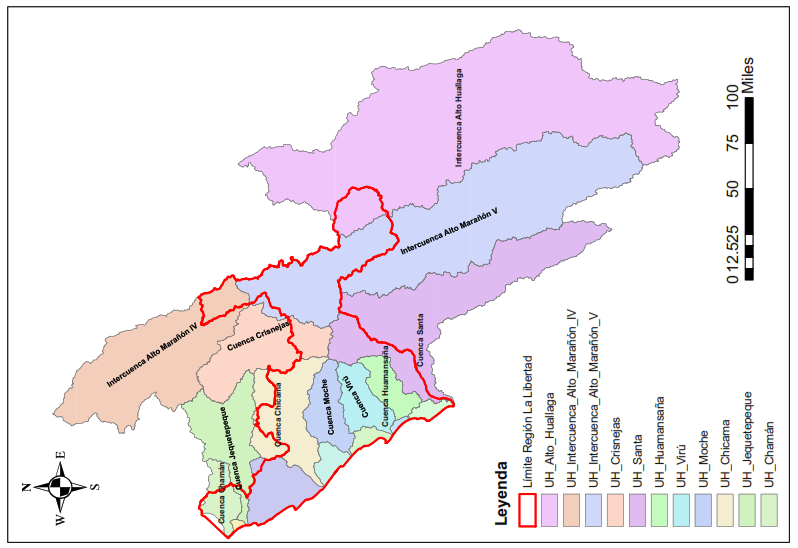 N
E
W
S
Intercuenca Alto Huallaga
Intercuenca Alto Marañón V
Intercuenca Alto Marañón IV
Cuenca Crisnejas
Cuenca Santa
Cuenca Huamansaña
Cuenca Virú
Cuenca Moche
Cuenca Chicama
Cuenca Jequetepeque
Cuenca Chamán
Leyenda
Limite Región La Libertad
UH_Alto_Huallaga
UH_Intercuenca_Alto_Marañón_IV
UH_Intercuenca_Alto_Marañón_V
UH_Crisnejas
UH_Santa
UH_Huamansaña
UH_Virú
UH_Moche
UH_Chicama
UH_Jequetepeque
UH_Chamán
0 12.525 50 75 100
Miles